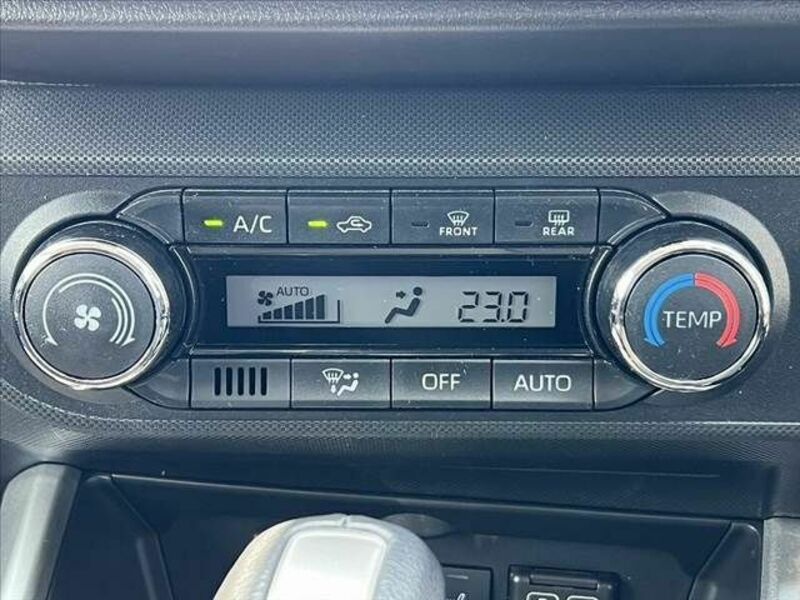 A/C
FRONT
REAR
AUTO
23.0
TEMP
OFF
AUTO